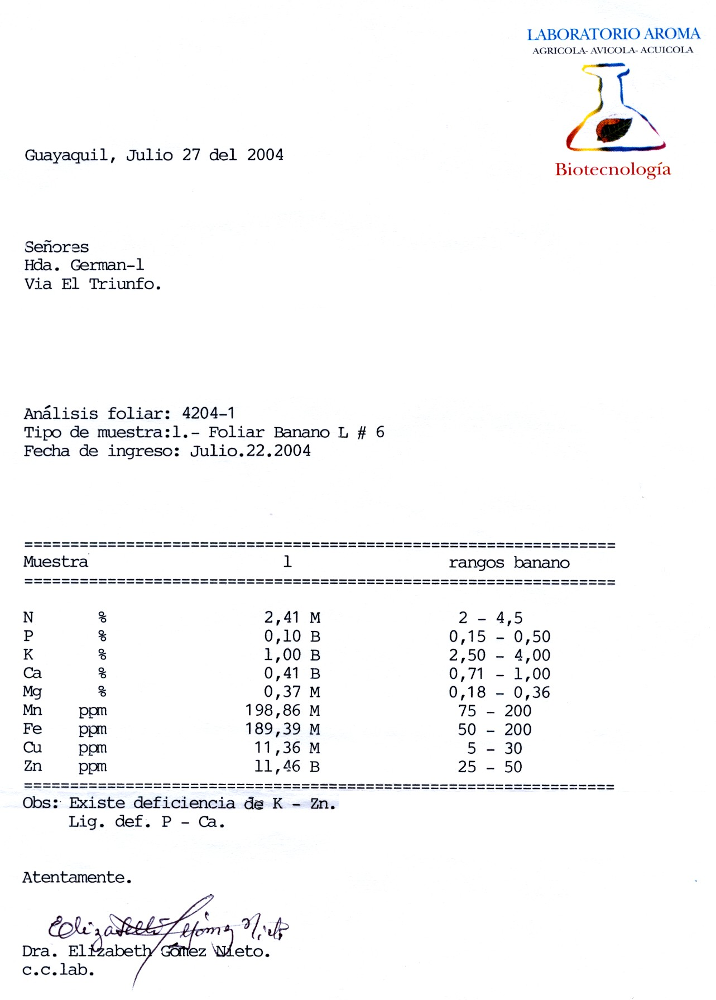 LABORATORIO AROMA
AGRICOLA- AVICOLA- ACUICOLA
Biotecnología
Guayaquil, Julio 27 del 2004
Señores
Hda. German-l
Via El Triunfo.
Análisis foliar: 4204-1
Tipo de muestra:l.- Foliar Banano L # 6
Fecha de ingreso: Julio.22.2004
================================================================
Muestra l rangos banano
================================================================
N % 2,41 M 2 - 4,5
P % 0,10 B 0,15 - 0,50
K % 1,00 B 2,50 - 4,00
Ca % 0,41 B 0,71 - 1,00
Mg % 0,37 M 0,18 - 0,36
Mn ppm 198,86 M 75 - 200
Fe ppm 189,39 M 50 - 200
Cu ppm 11,36 M 5 - 30
Zn ppm 11,46 B 25 - 50
================================================================
Obs: Existe deficiencia de K - Zn.
Lig. def. P - Ca.
Atentamente.
Elizabeth Gómez Nieto
Dra. Elizabeth Gómez Nieto.
c.c.lab.